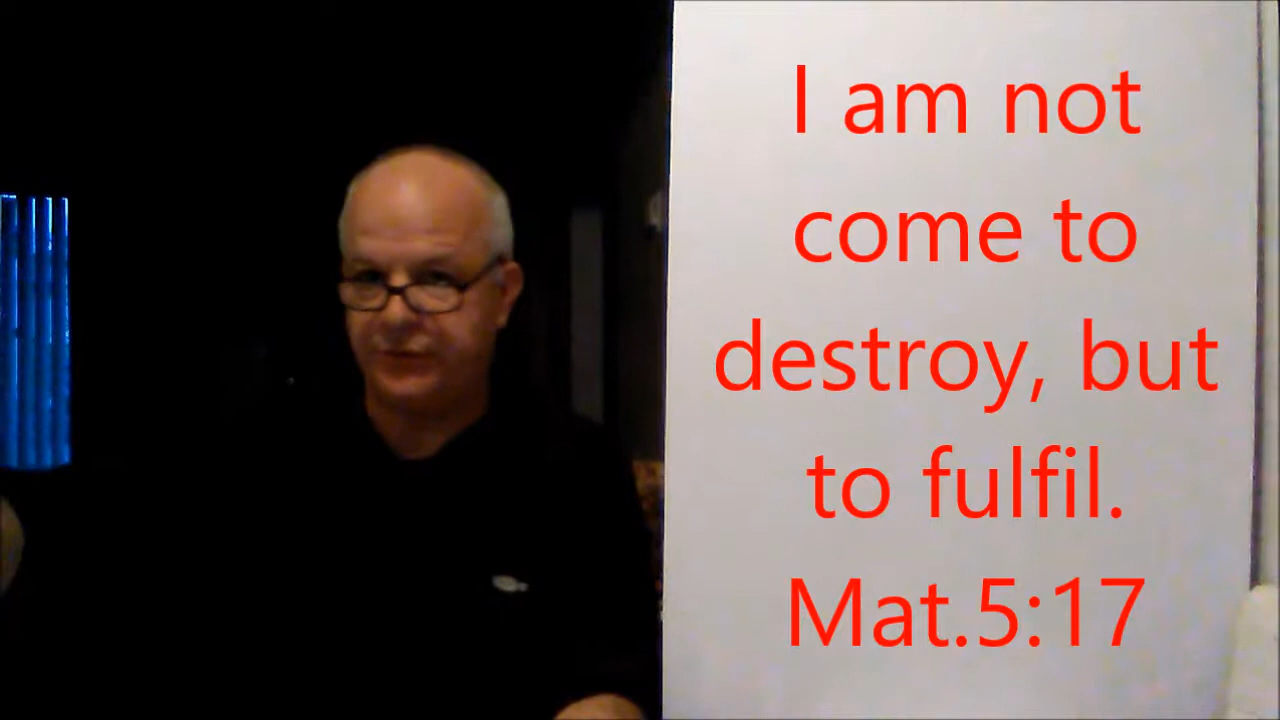 I am not
come to
destroy, but
to fulfil.
Mat.5:17